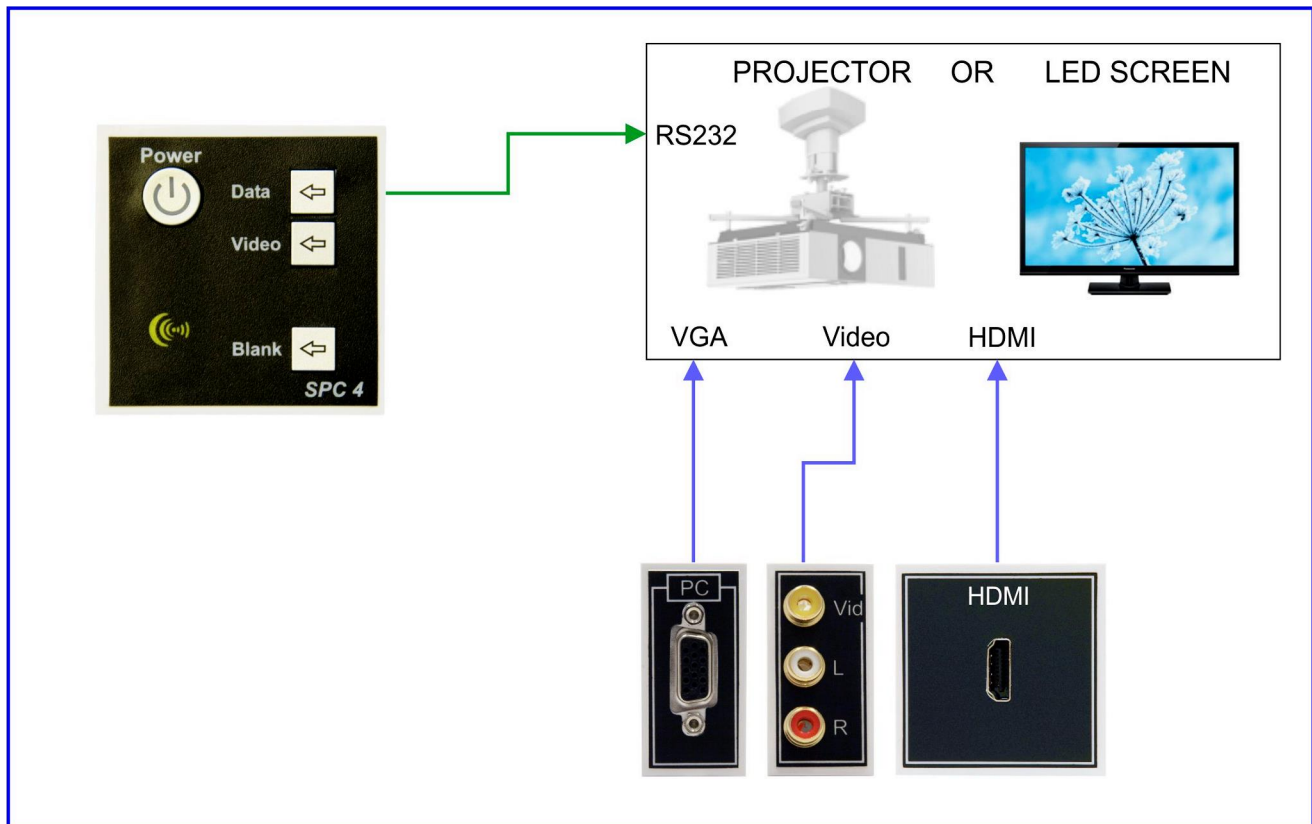 PROJECTOR OR LED SCREEN
RS232
VGA Video HDMI
Power
Data
Video
Blank
SPC 4
PC
Vid
L
R
HDMI